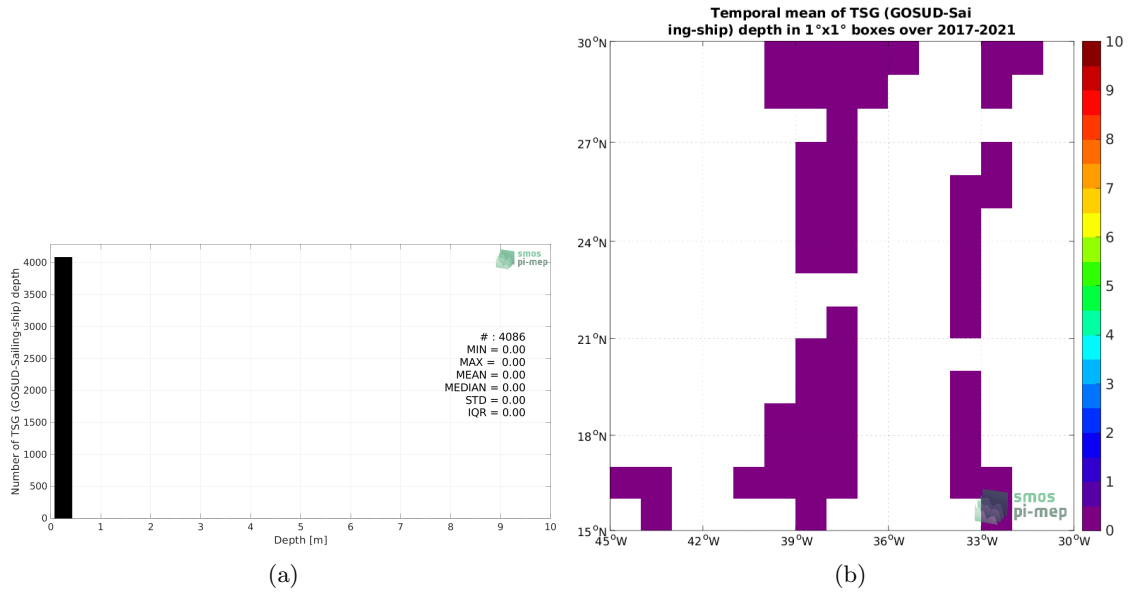 Number of TSG (GOSUD-Sailing-ship) depth
4000
3500
3000
2500
2000
1500
1000
500
0
smos
pi-mep
# : 4086
MIN = 0.00
MAX = 0.00
MEAN = 0.00
MEDIAN = 0.00
STD = 0.00
IQR = 0.00
0 1 2 3 4 5 6 7 8 9 10
Depth [m]
(a)
Temporal mean of TSG (GOSUD-Sai
ing-ship) depth in 1°x1° boxes over 2017-2021
30°N
27°N
24°N
21°N
18°N
15°N
45°W 42°W 39°W 36°W 33°W 30°W
smos
pi-mep
10
9
8
7
6
5
4
3
2
1
0
(b)